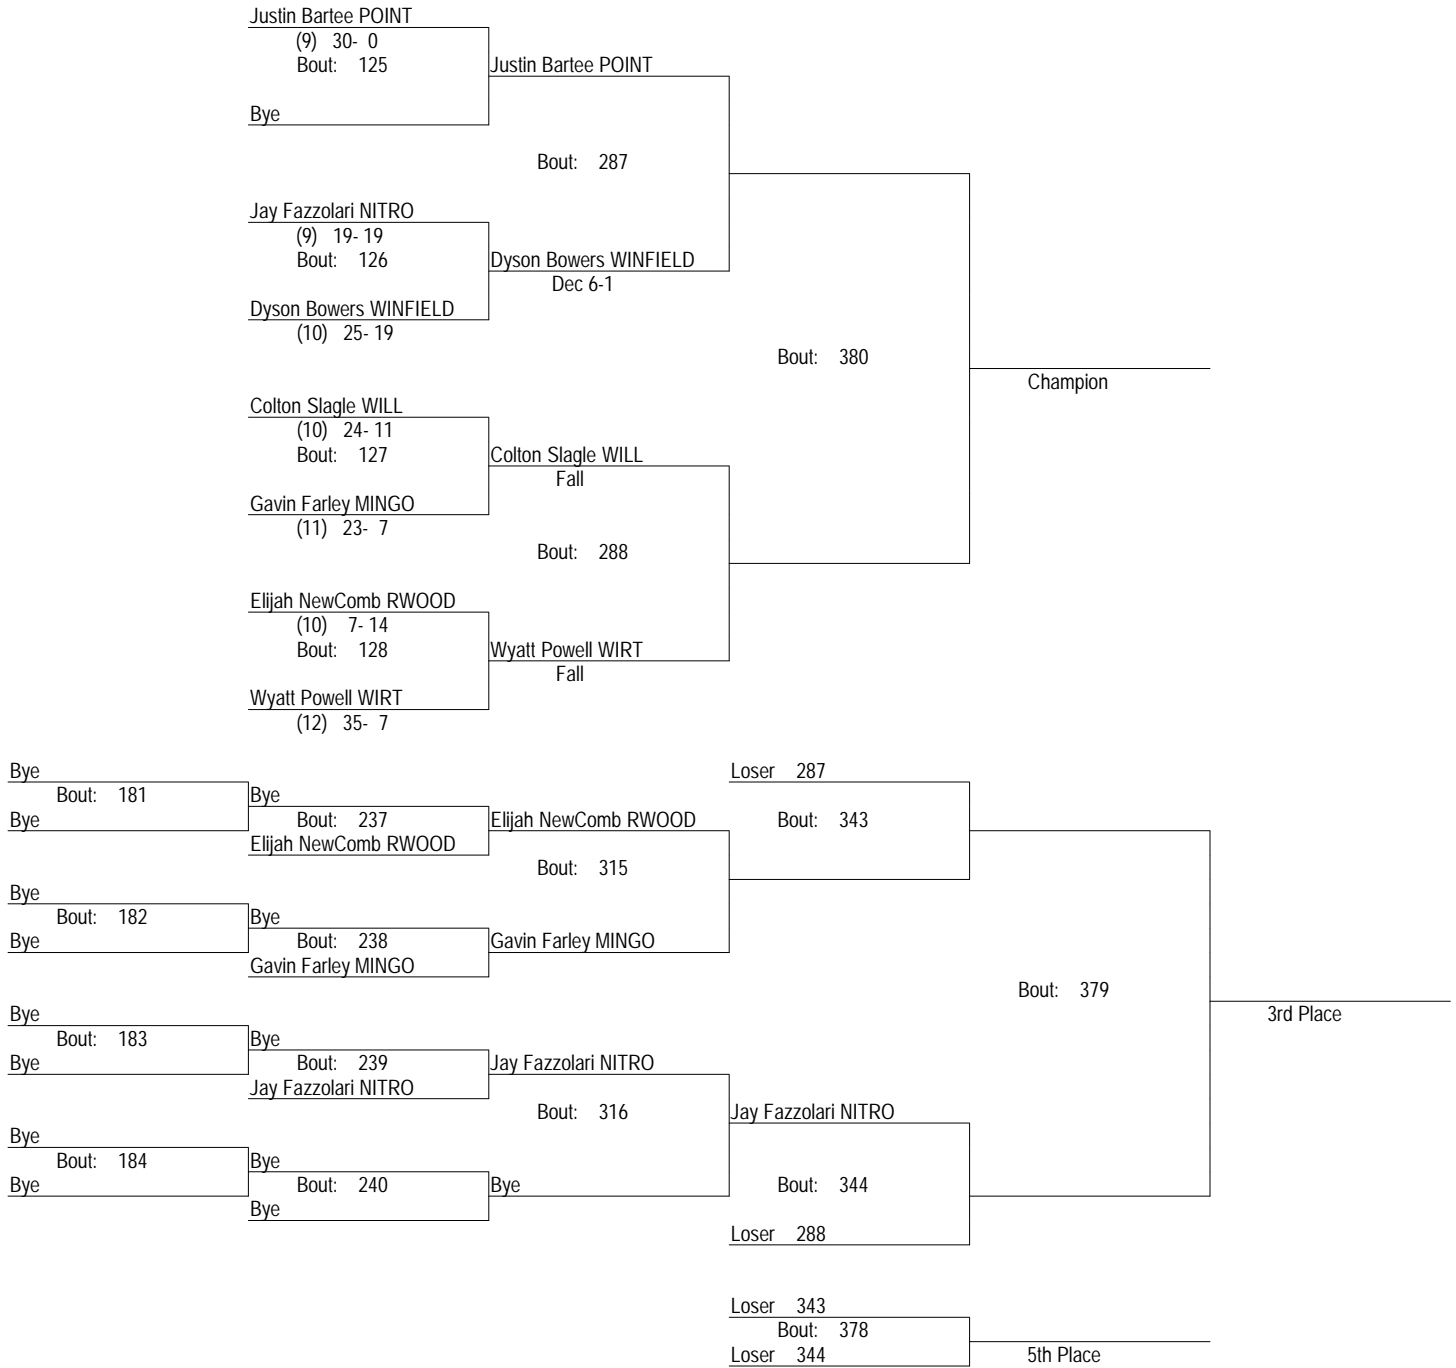 Justin Bartee POINT
(9) 30- 0
Bout: 125
Justin Bartee POINT
Bye
Bout: 287
Jay Fazzolari NITRO
(9) 19- 19
Bout: 126
Dyson Bowers WINFIELD
Dec 6-1
Dyson Bowers WINFIELD
(10) 25- 19
Bout: 380
Champion
Colton Slagle WILL
(10) 24- 11
Bout: 127
Colton Slagle WILL
Fall
Gavin Farley MINGO
(11) 23- 7
Bout: 288
Elijah NewComb RWOOD
(10) 7- 14
Bout: 128
Wyatt Powell WIRT
Fall
Wyatt Powell WIRT
(12) 35- 7
Bye
Bout: 181
Bye
Bye
Bout: 237
Elijah NewComb RWOOD
Elijah NewComb RWOOD
Bout: 315
Loser 287
Bout: 343
Bye
Bout: 182
Bye
Bye
Bout: 238
Gavin Farley MINGO
Gavin Farley MINGO
Bout: 379
3rd Place
Bye
Bout: 183
Bye
Bye
Bout: 239
Jay Fazzolari NITRO
Jay Fazzolari NITRO
Bout: 316
Jay Fazzolari NITRO
Bye
Bout: 184
Bye
Bye
Bout: 240
Bye
Bye
Bout: 344
Loser 288
Loser 343
Bout: 378
Loser 344
5th Place